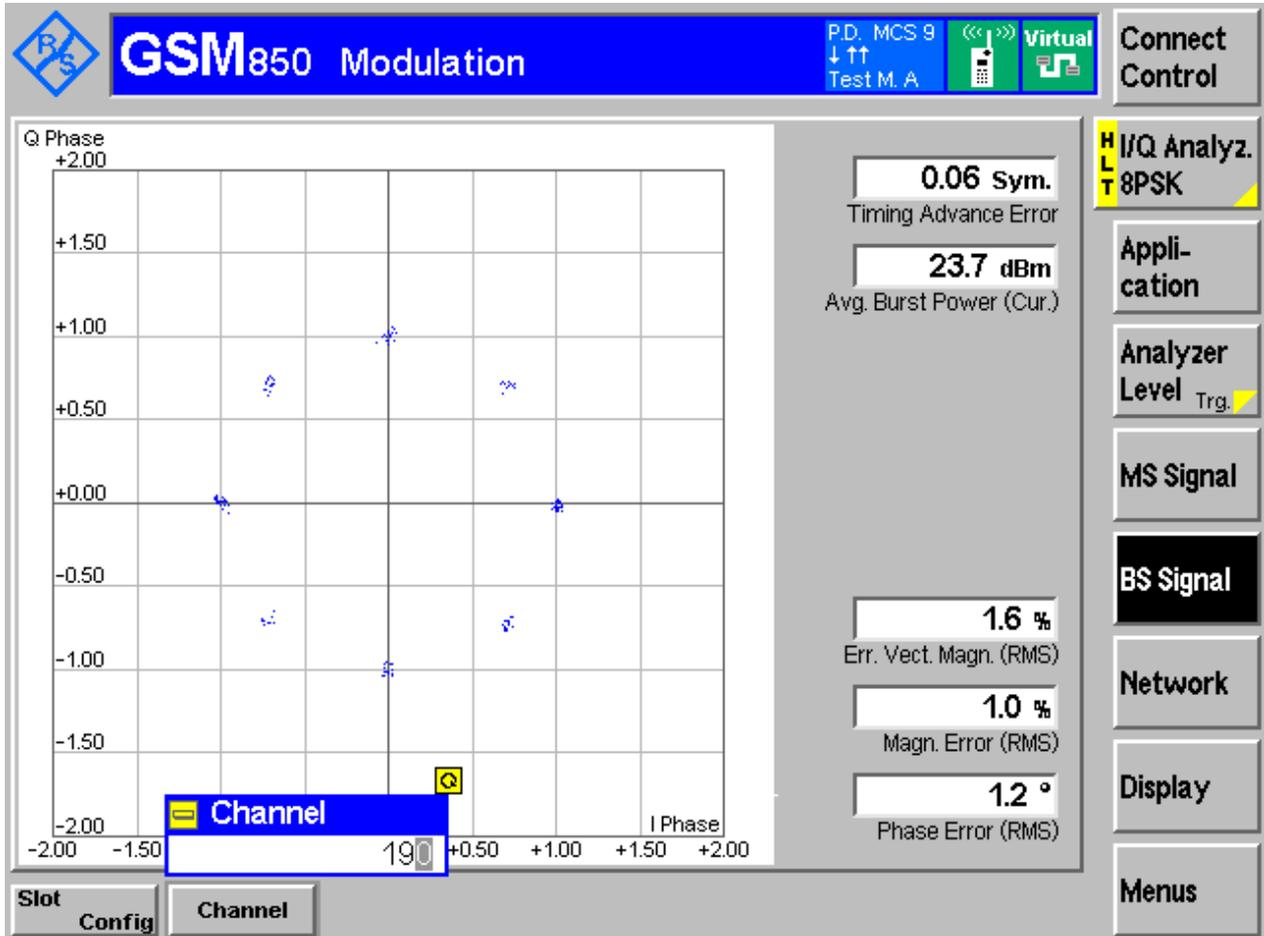 R/S
GSM850 Modulation
P.D. MCS 9
↓ ↑↑
Test M. A
Virtual
Connect
Control
Q Phase
+2.00
+1.50
+1.00
+0.50
+0.00
-0.50
-1.00
-1.50
-2.00
I Phase
-2.00 -1.50 +0.50 +1.00 +1.50 +2.00
Q
Channel
190
0.06 Sym.
Timing Advance Error
23.7 dBm
Avg. Burst Power (Cur.)
1.6 %
Err. Vect. Magn. (RMS)
1.0 %
Magn. Error (RMS)
1.2 °
Phase Error (RMS)
HLT
I/Q Analyz.
8PSK
Appli-
cation
Analyzer
Level Trg.
MS Signal
BS Signal
Network
Display
Menus
Slot
Config
Channel